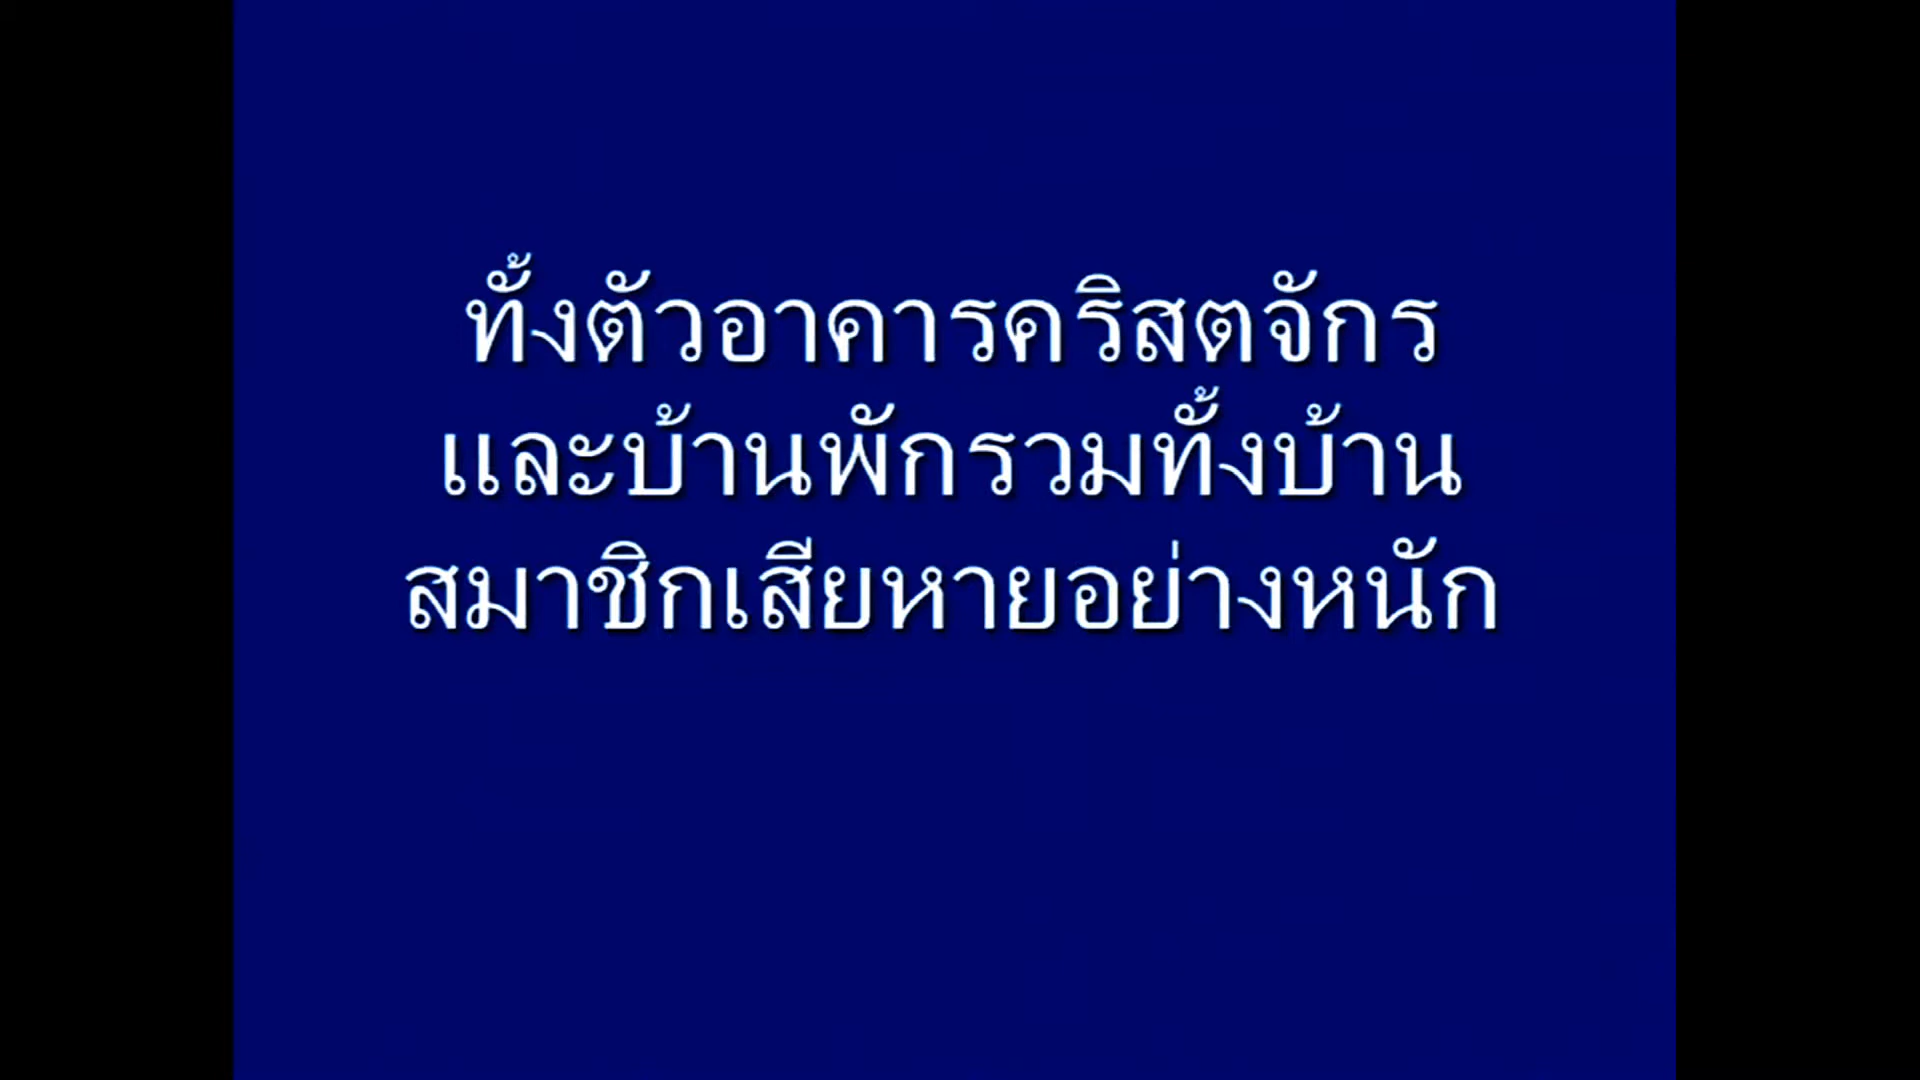 ทั้งตัวอาคารคริสตจักร
และบ้านพักรวมทั้งบ้าน
สมาชิกเสียหายอย่างหนัก